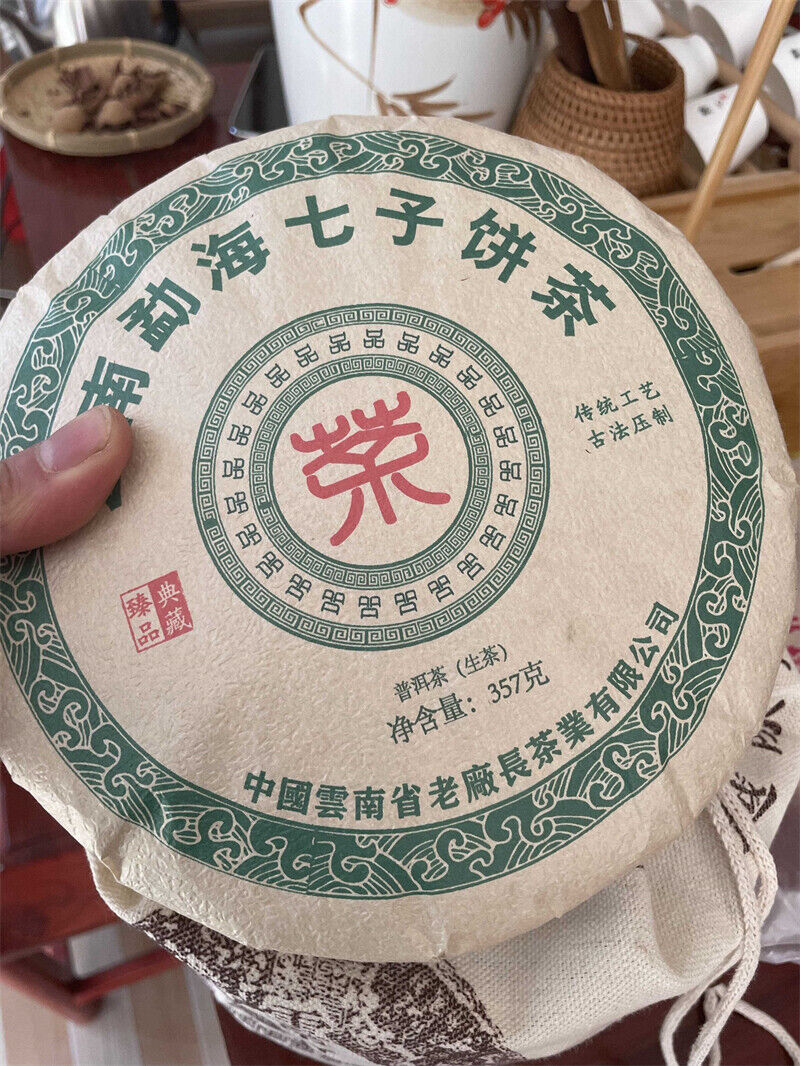 南勐海七子饼茶
茶
传统工艺
古法压制
典藏
臻品
普洱茶（生茶）
净含量：357克
中國雲南省老廠長茶業有限公司